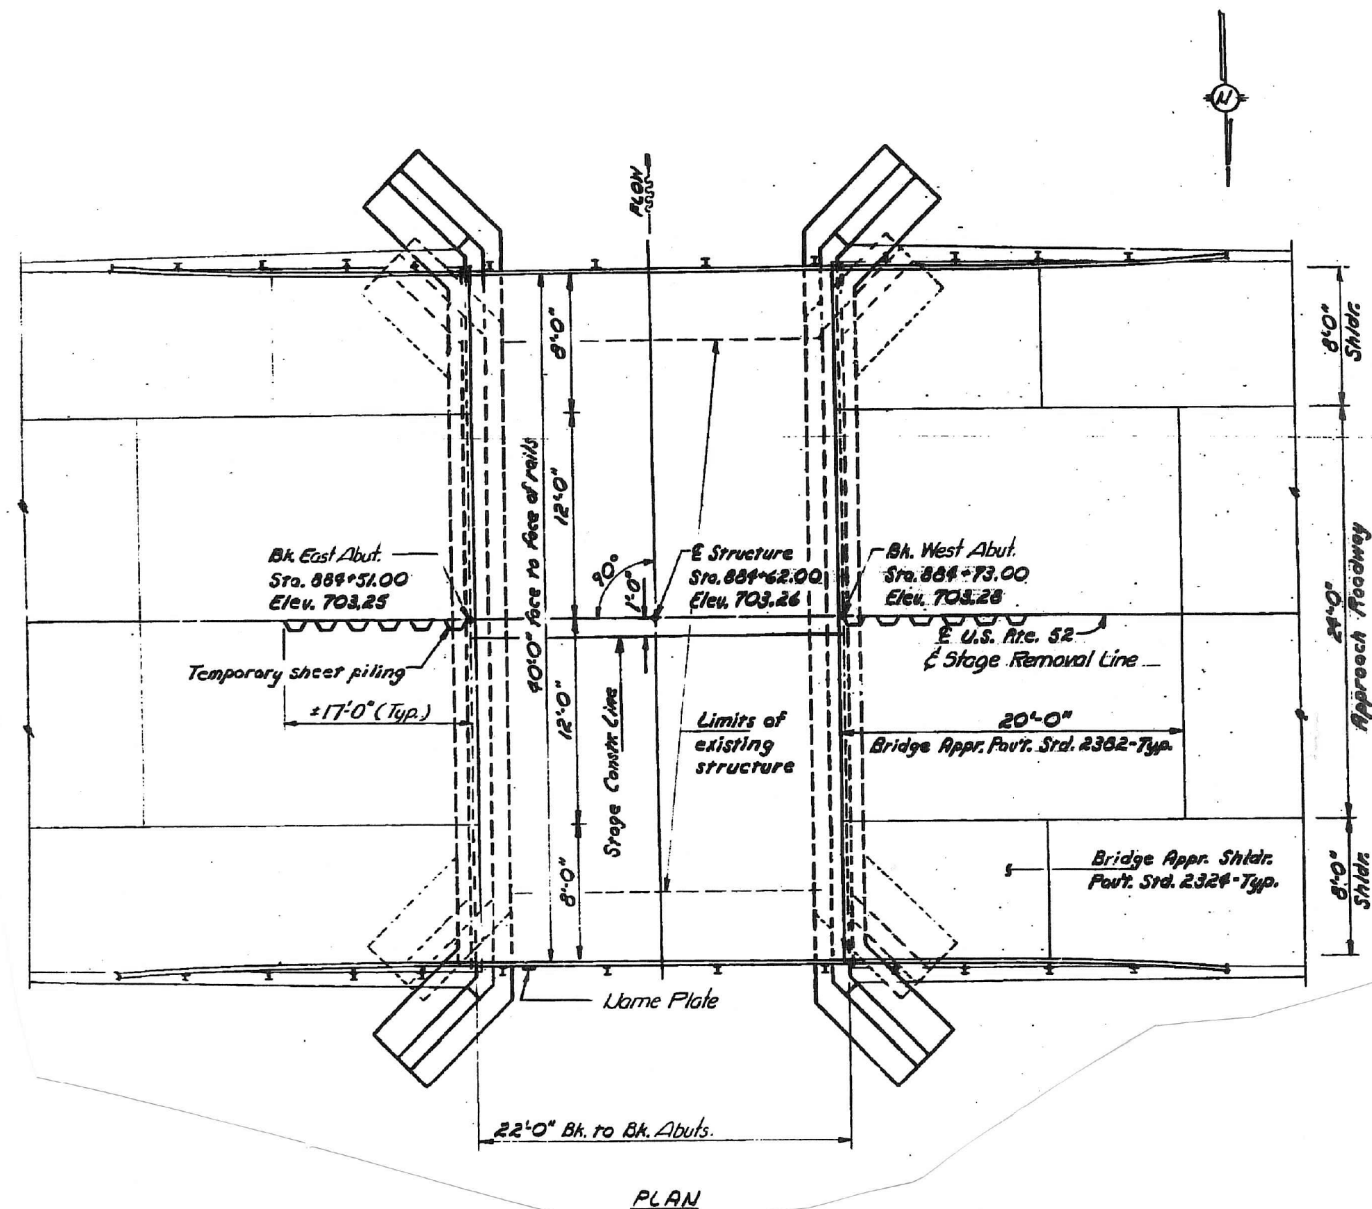 N
FLOW
8'-0"
Shldr.
8'-0"
12'-0"
40'-0" face to face of rails
Bk. East Abut.
Sta. 884+51.00
Elev. 703.25
90°
1'-0"
℄ Structure
Sta. 884+62.00
Elev. 703.26
Bk. West Abut.
Sta. 884+73.00
Elev. 703.28
24'-0"
Approach Roadway
℄ U.S. Rte. 52
₵ Stage Removal Line
Temporary sheet piling
±17'-0" (Typ.)
12'-0"
Stage Constr. Line
Limits of
existing
structure
20'-0"
Bridge Appr. Pav't. Std. 2382-Typ.
8'-0"
Bridge Appr. Shldr.
Pav't. Std. 2324-Typ.
8'-0"
Shldr.
Name Plate
22'-0" Bk. to Bk. Abuts.
PLAN